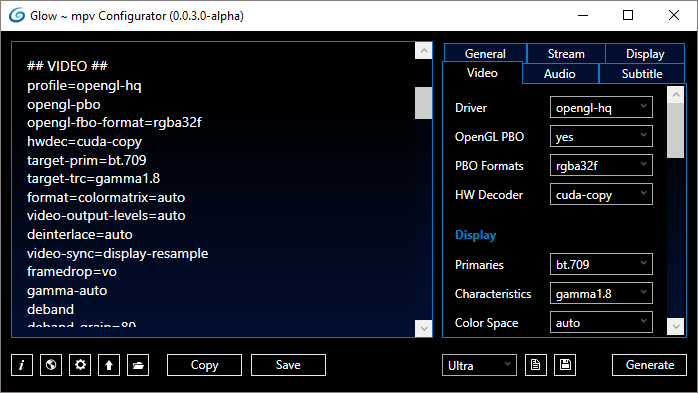 Glow ~ mpv Configurator (0.0.3.0-alpha)
## VIDEO ##
profile=opengl-hq
opengl-pbo
opengl-fbo-format=rgba32f
hwdec=cuda-copy
target-prim=bt.709
target-trc=gamma1.8
format=colormatrix=auto
video-output-levels=auto
deinterlace=auto
video-sync=display-resample
framedrop=vo
gamma-auto
deband
deband-grain=80
General Stream Display
Video Audio Subtitle
Driver opengl-hq
OpenGL PBO yes
PBO Formats rgba32f
HW Decoder cuda-copy
Display
Primaries bt.709
Characteristics gamma1.8
Color Space auto
i Copy Save Ultra Generate